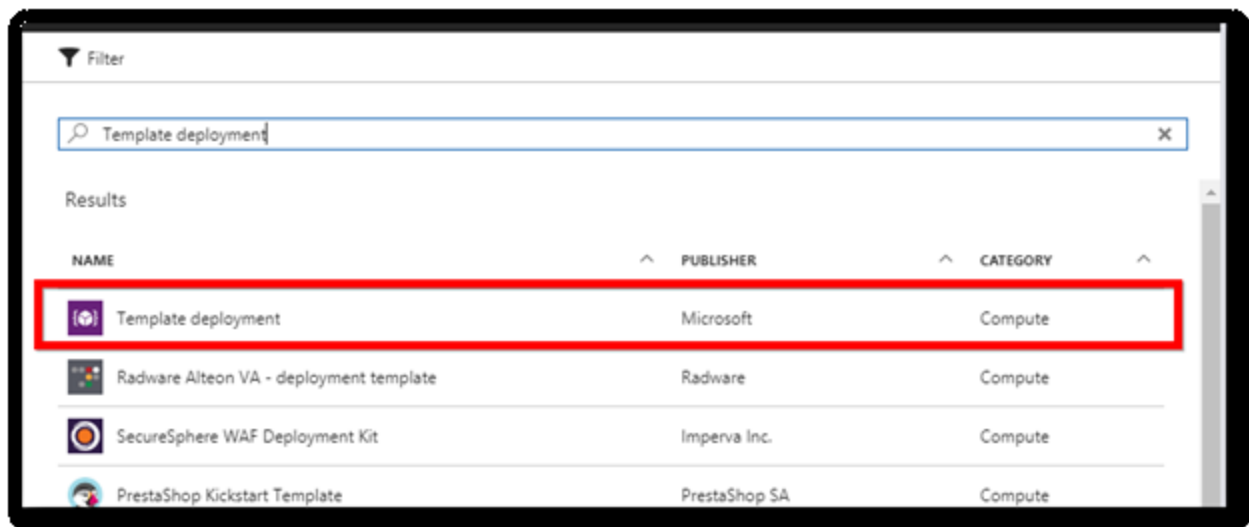 Filter
Template deployment
Results
NAME PUBLISHER CATEGORY
Template deployment Microsoft Compute
Radware Alteon VA - deployment template Radware Compute
SecureSphere WAF Deployment Kit Imperva Inc. Compute
PrestaShop Kickstart Template PrestaShop SA Compute